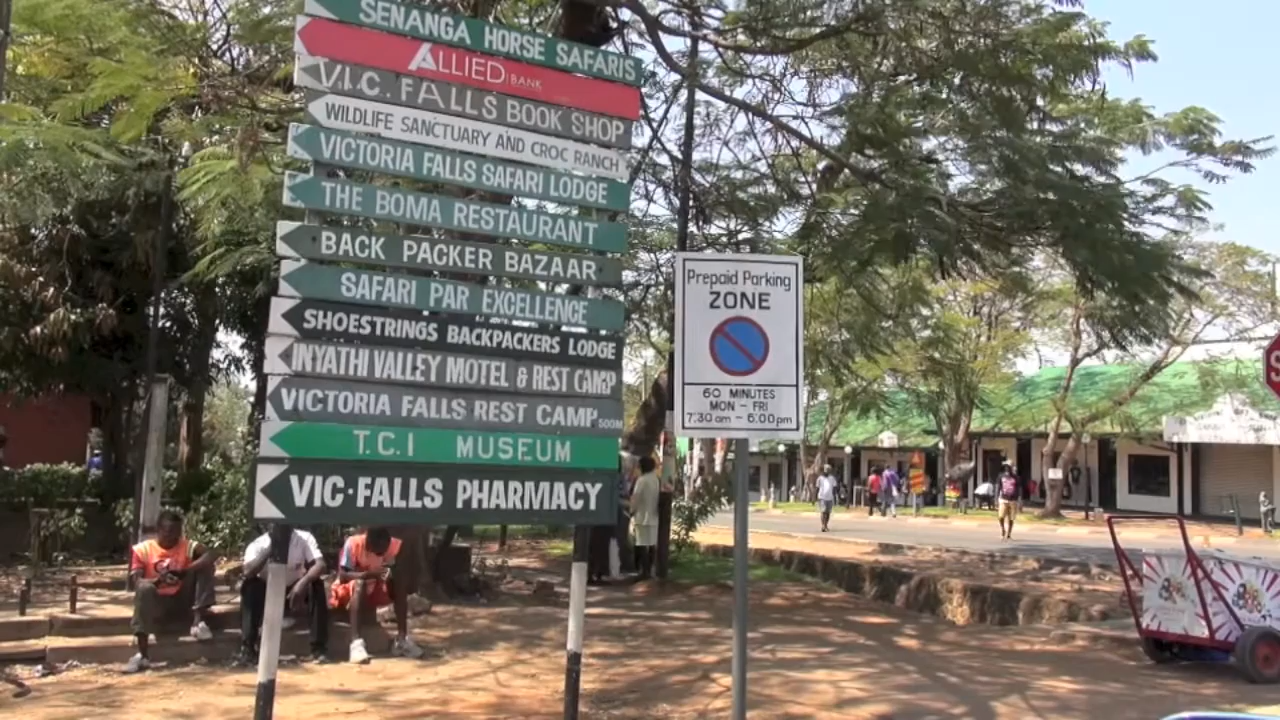 SENANGA HORSE SAFARIS
ALLIED BANK
V.I.C. FALLS BOOK SHOP
WILDLIFE SANCTUARY AND CROC RANCH
VICTORIA FALLS SAFARI LODGE
THE BOMA RESTAURANT
BACK PACKER BAZAAR
SAFARI PAR EXCELLENCE
SHOESTRINGS BACKPACKERS LODGE
INYATHI VALLEY MOTEL & REST CAMP
VICTORIA FALLS REST CAMP 500M
T.C.I MUSEUM
VIC·FALLS PHARMACY
Prepaid Parking
ZONE
60 MINUTES
MON - FRI
7.30 am - 6:00pm